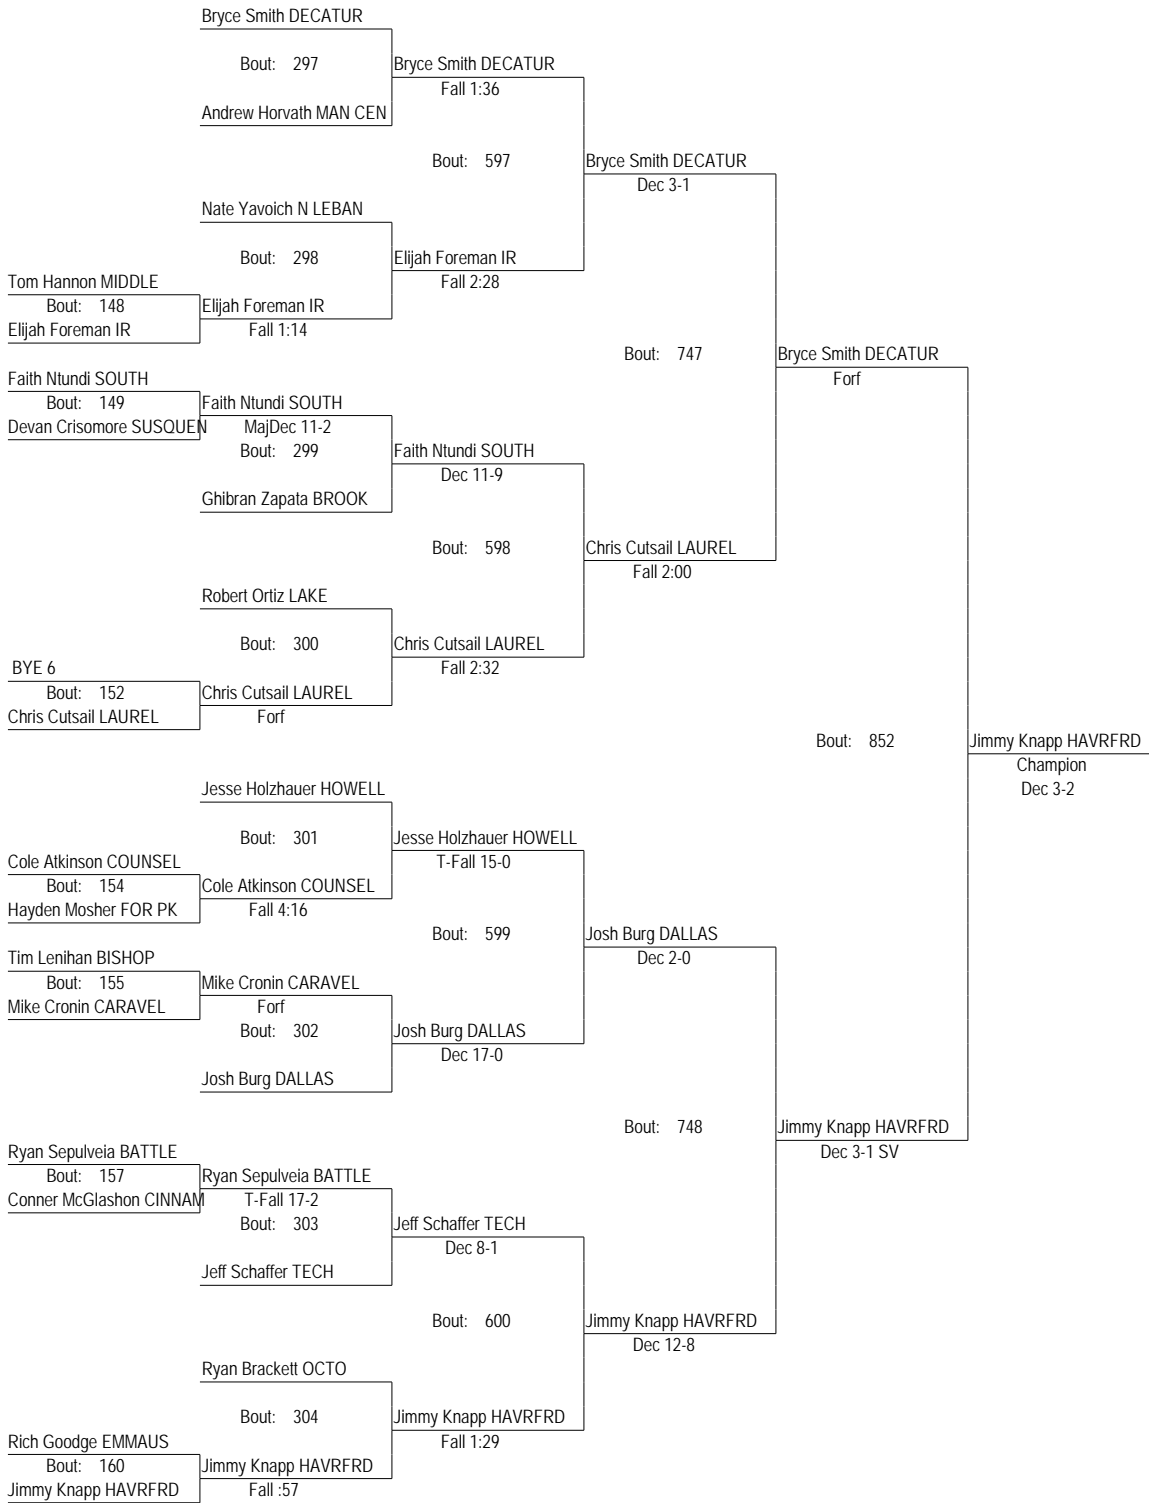 Bryce Smith DECATUR
Bout: 297
Bryce Smith DECATUR
Fall 1:36
Andrew Horvath MAN CEN
Bout: 597
Bryce Smith DECATUR
Dec 3-1
Nate Yavoich N LEBAN
Bout: 298
Elijah Foreman IR
Fall 2:28
Tom Hannon MIDDLE
Bout: 148
Elijah Foreman IR
Elijah Foreman IR
Fall 1:14
Bout: 747
Bryce Smith DECATUR
Forf
Faith Ntundi SOUTH
Bout: 149
Faith Ntundi SOUTH
Devan Crisomore SUSQUEN
MajDec 11-2
Bout: 299
Faith Ntundi SOUTH
Dec 11-9
Ghibran Zapata BROOK
Bout: 598
Chris Cutsail LAUREL
Fall 2:00
Robert Ortiz LAKE
Bout: 300
Chris Cutsail LAUREL
Fall 2:32
BYE 6
Bout: 152
Chris Cutsail LAUREL
Chris Cutsail LAUREL
Forf
Bout: 852
Jimmy Knapp HAVRFRD
Champion
Dec 3-2
Jesse Holzhauer HOWELL
Bout: 301
Jesse Holzhauer HOWELL
T-Fall 15-0
Cole Atkinson COUNSEL
Bout: 154
Cole Atkinson COUNSEL
Hayden Mosher FOR PK
Fall 4:16
Bout: 599
Josh Burg DALLAS
Dec 2-0
Tim Lenihan BISHOP
Bout: 155
Mike Cronin CARAVEL
Mike Cronin CARAVEL
Forf
Bout: 302
Josh Burg DALLAS
Dec 17-0
Josh Burg DALLAS
Bout: 748
Jimmy Knapp HAVRFRD
Dec 3-1 SV
Ryan Sepulveia BATTLE
Bout: 157
Ryan Sepulveia BATTLE
Conner McGlashon CINNAM
T-Fall 17-2
Bout: 303
Jeff Schaffer TECH
Dec 8-1
Jeff Schaffer TECH
Bout: 600
Jimmy Knapp HAVRFRD
Dec 12-8
Ryan Brackett OCTO
Bout: 304
Jimmy Knapp HAVRFRD
Fall 1:29
Rich Goodge EMMAUS
Bout: 160
Jimmy Knapp HAVRFRD
Jimmy Knapp HAVRFRD
Fall :57